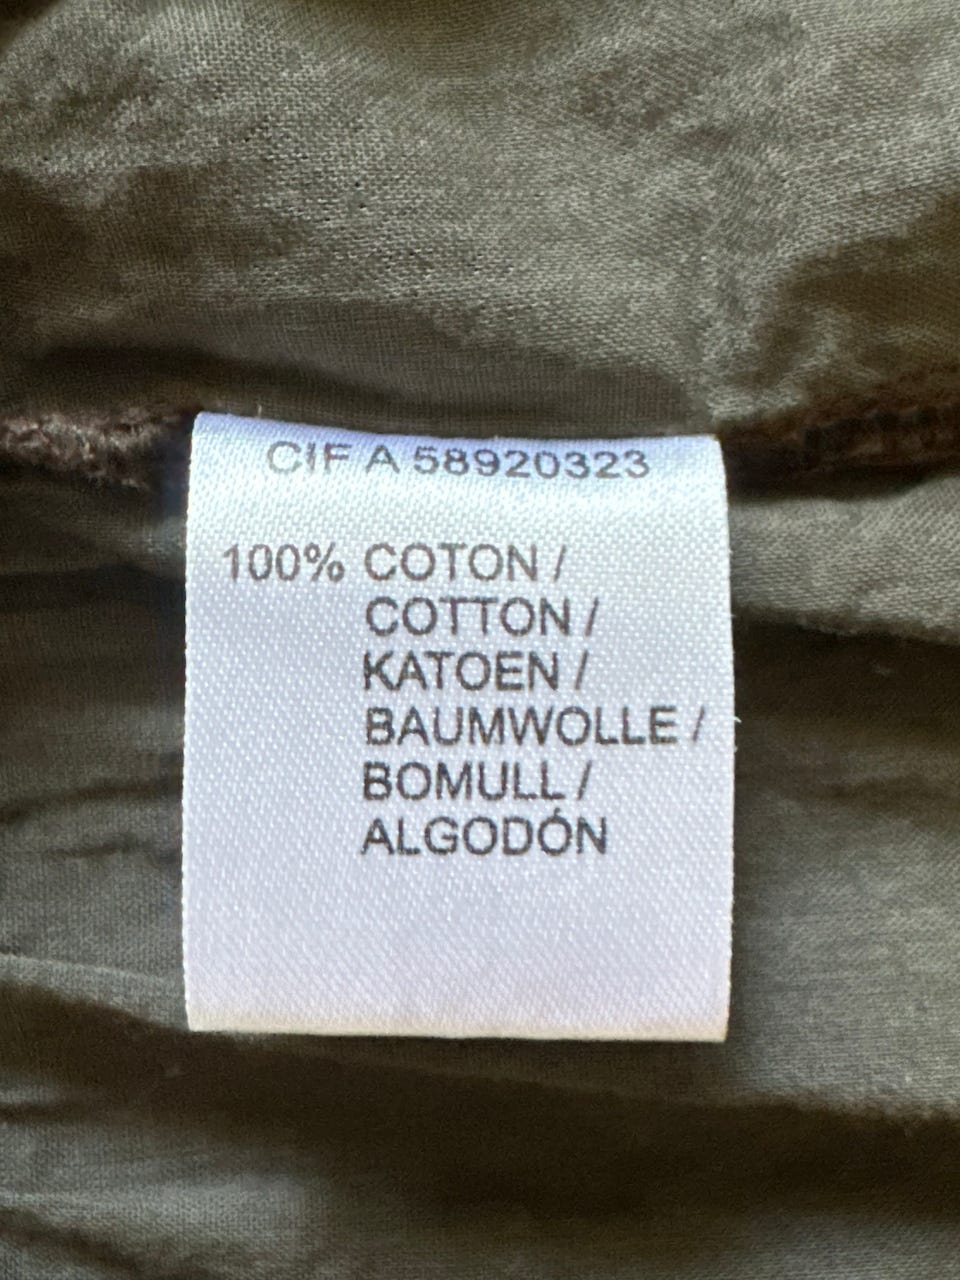 CIF A 58920323
100% COTON /
COTTON /
KATOEN /
BAUMWOLLE /
BOMULL /
ALGODÓN